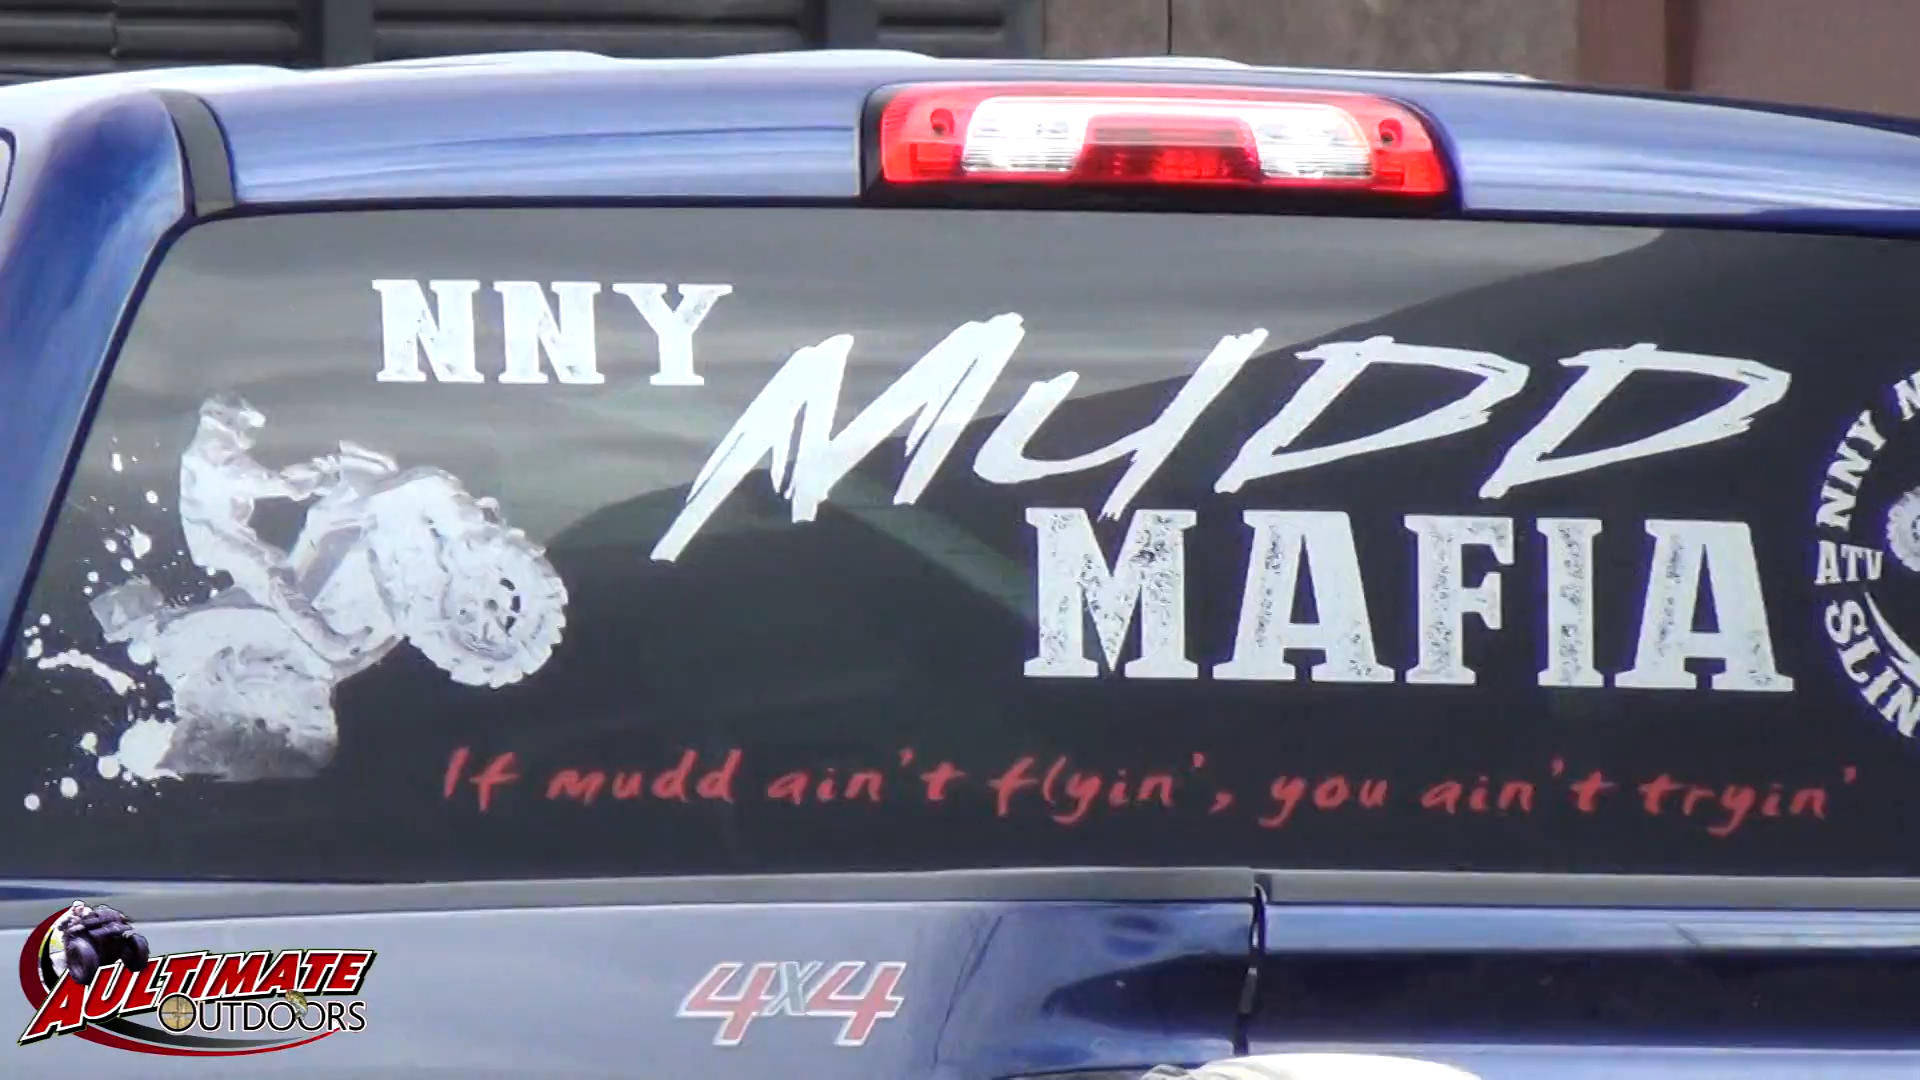 NNY
MUDD
MAFIA
If mudd ain't flyin', you ain't tryin'
NNY
ATV
4x4
AULTIMATE
OUTDOORS